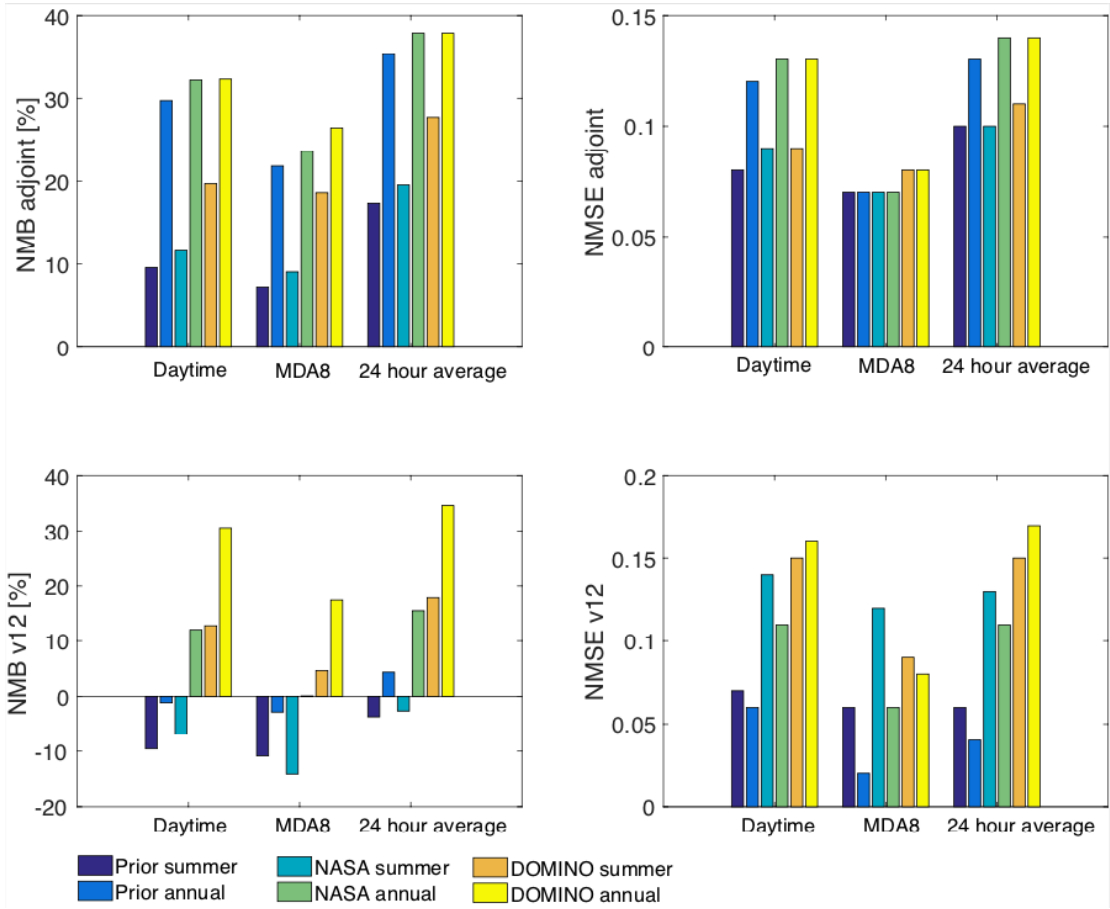 NMB adjoint [%]
40
30
20
10
0
Daytime MDA8 24 hour average
NMSE adjoint
0.15
0.1
0.05
0
Daytime MDA8 24 hour average
NMB v12 [%]
40
30
20
10
0
-10
-20
Daytime MDA8 24 hour average
NMSE v12
0.2
0.15
0.1
0.05
0
Daytime MDA8 24 hour average
Prior summer NASA summer DOMINO summer
Prior annual NASA annual DOMINO annual